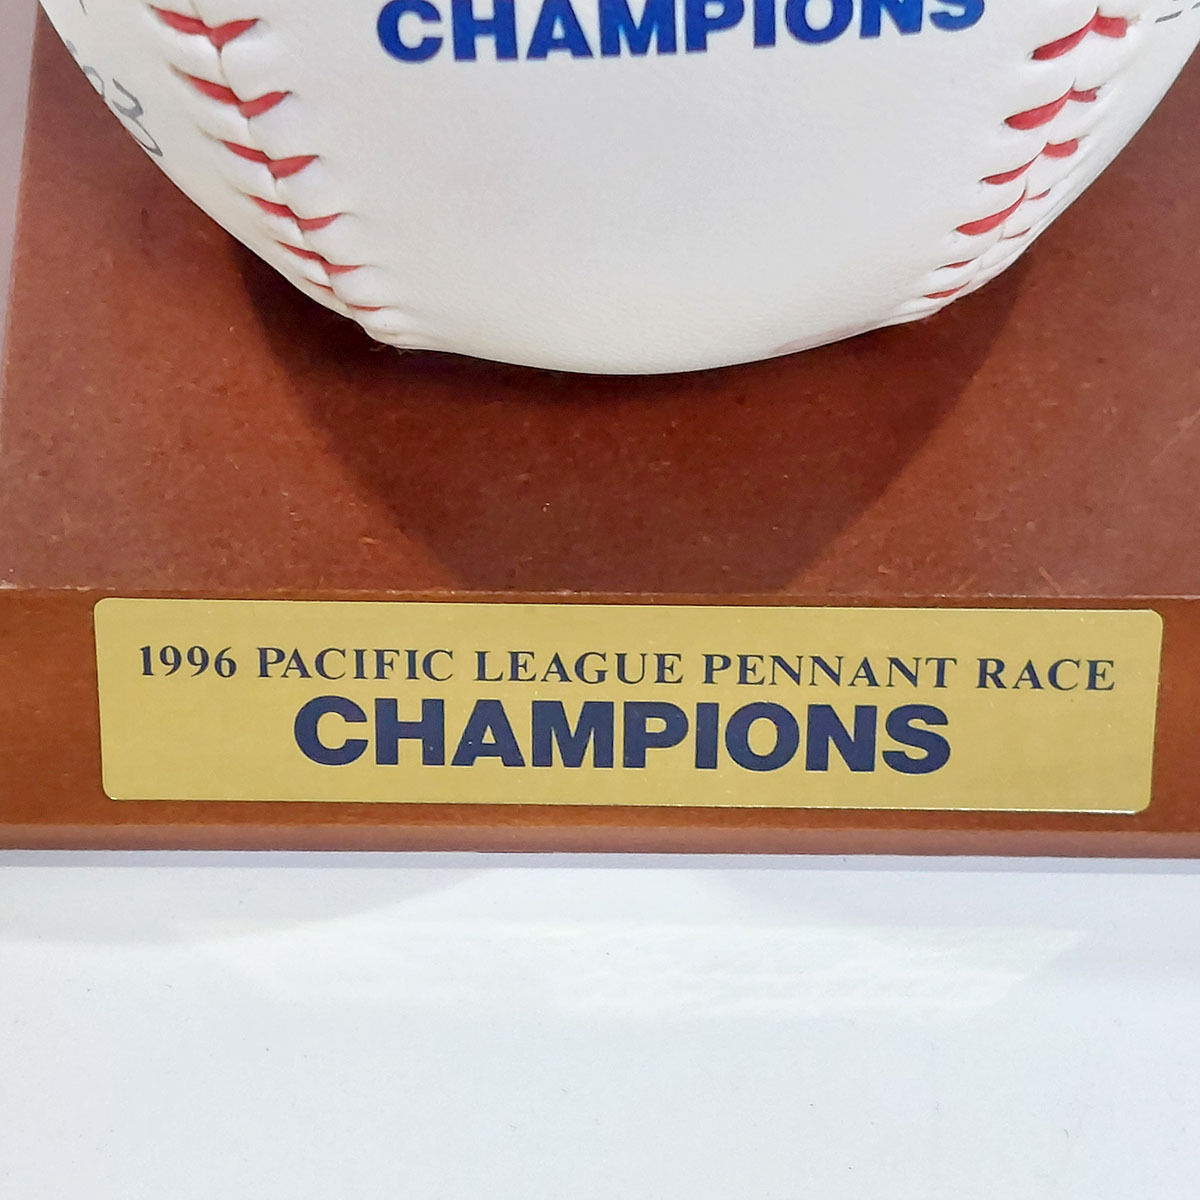 CHAMPIONS
1996 PACIFIC LEAGUE PENNANT RACE
CHAMPIONS